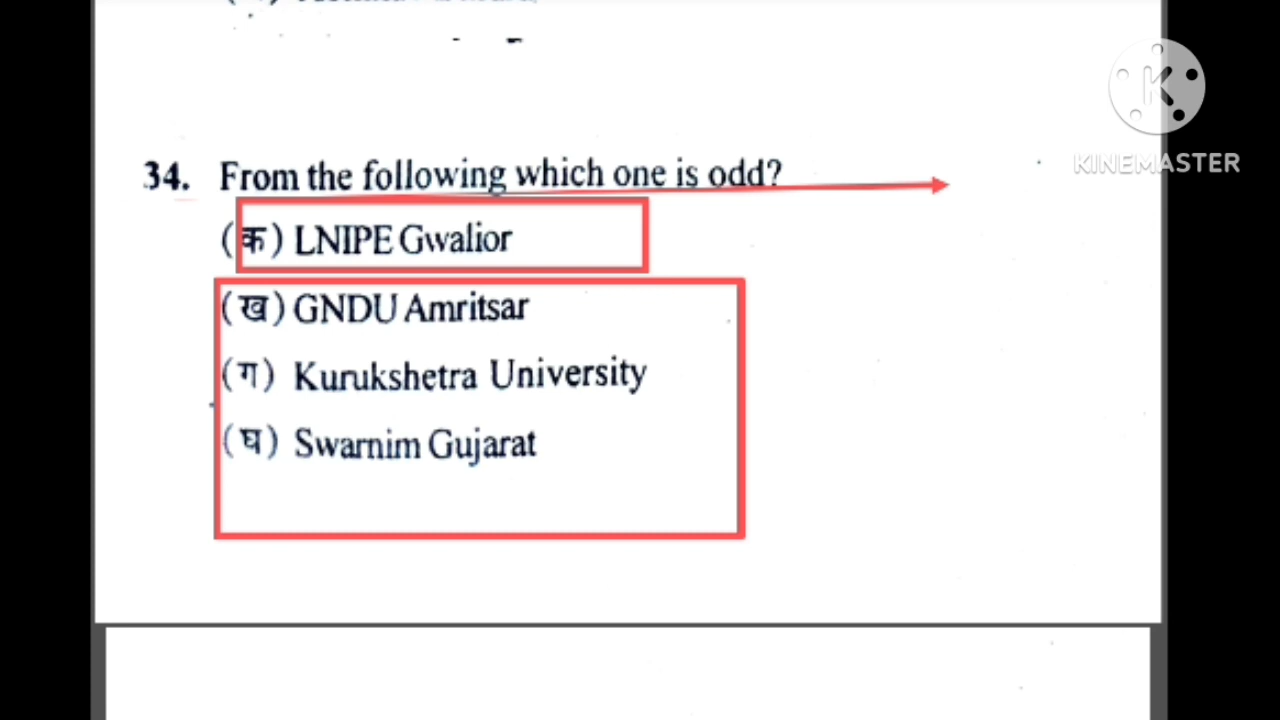 KINEMASTER
34. From the following which one is odd?
(क) LNIPE Gwalior
(ख) GNDU Amritsar
(ग) Kurukshetra University
(घ) Swarnim Gujarat